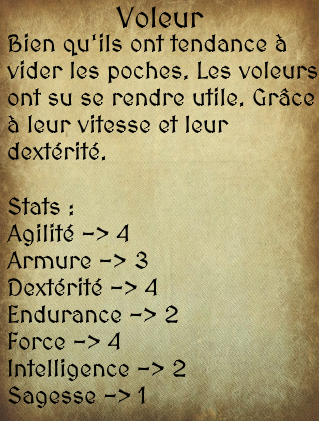 Voleur
Bien qu'ils ont tendance à
vider les poches. Les voleurs
ont su se rendre utile. Grâce
à leur vitesse et leur
dextérité.
Stats :
Agilité -> 4
Armure -> 3
Dextérité -> 4
Endurance -> 2
Force -> 4
Intelligence -> 2
Sagesse -> 1